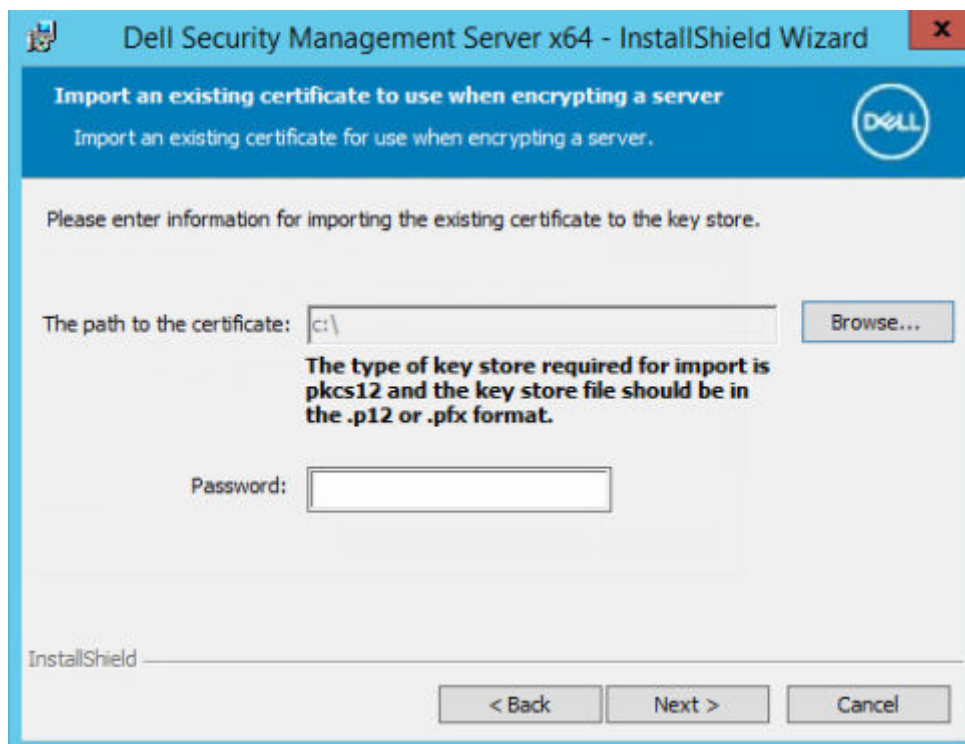 Dell Security Management Server x64 - InstallShield Wizard
x
Import an existing certificate to use when encrypting a server
Import an existing certificate for use when encrypting a server.
DELL
Please enter information for importing the existing certificate to the key store.
The path to the certificate: c:\ Browse...
The type of key store required for import is
pkcs12 and the key store file should be in
the .p12 or .pfx format.
Password:
InstallShield
< Back Next > Cancel